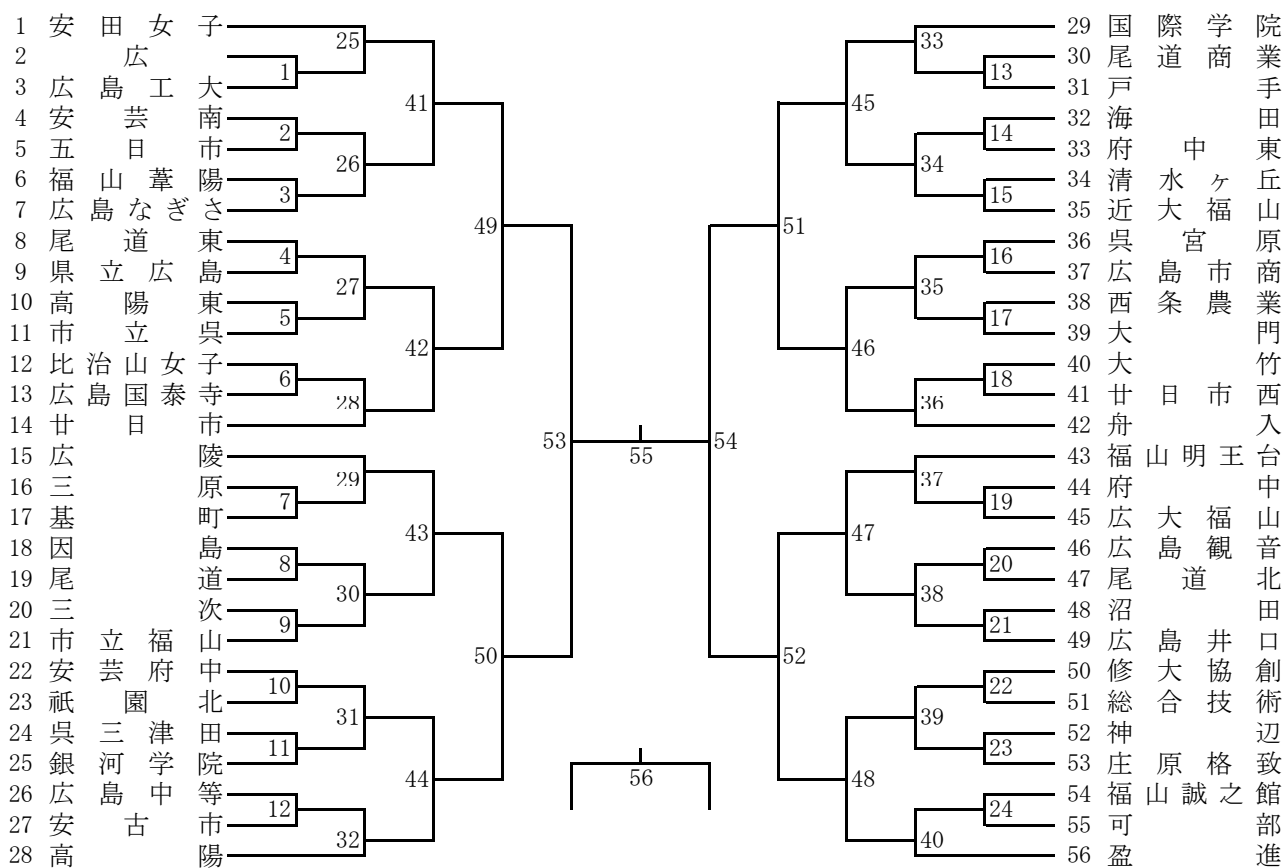 1 安田女子
2 広
3 広島工大
4 安芸南
5 五日市
6 福山葦陽
7 広島なぎさ
8 尾道東
9 県立広島
10 高陽東
11 市立呉
12 比治山女子
13 広島国泰寺
14 廿日市
15 広陵
16 三原
17 基町
18 因島
19 尾道
20 三次
21 市立福山
22 安芸府中
23 祇園北
24 呉三津田
25 銀河学院
26 広島中等
27 安古市
28 高陽
1
2
3
4
5
6
7
8
9
10
11
12
25
26
27
28
29
30
31
32
41
42
43
44
49
50
53
55
56
54
51
52
45
46
47
48
33
34
35
36
37
38
39
40
13
14
15
16
17
18
19
20
21
22
23
24
29 国際学院
30 尾道商業
31 戸手
32 海田
33 府中東
34 清水ヶ丘
35 近大福山
36 呉宮原
37 広島市商
38 西条農業
39 大門
40 大竹
41 廿日市西
42 舟入
43 福山明王台
44 府中
45 広大福山
46 広島観音
47 尾道北
48 沼田
49 広島井口
50 修大協創
51 総合技術
52 神辺
53 庄原格致
54 福山誠之館
55 可部
56 盈進